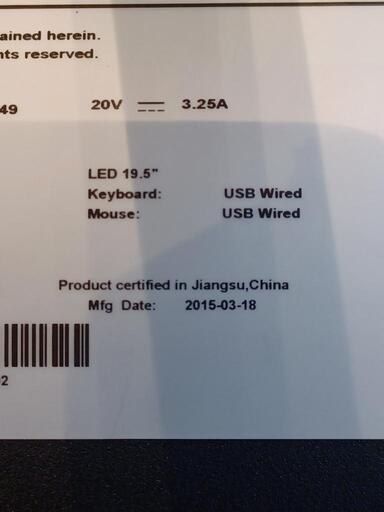 ained herein.
nts reserved.
49 20V 3.25A
LED 19.5"
Keyboard: USB Wired
Mouse: USB Wired
Product certified in Jiangsu,China
Mfg Date: 2015-03-18
02